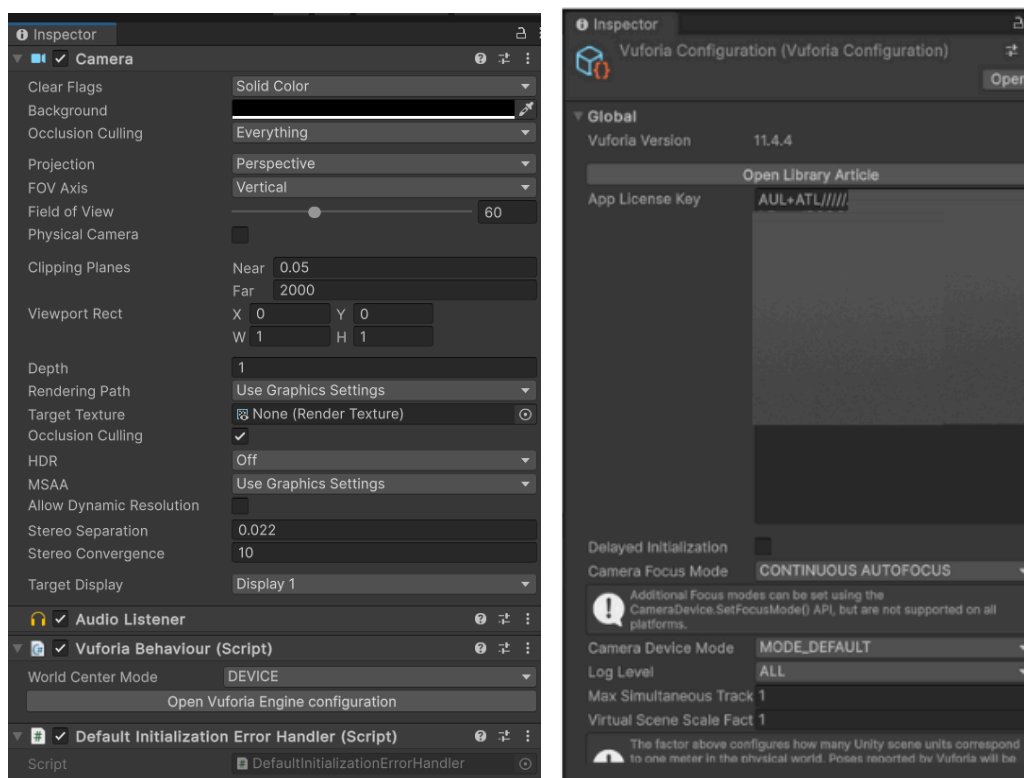 Inspector
Camera
Clear Flags Solid Color
Background
Occlusion Culling Everything
Projection Perspective
FOV Axis Vertical
Field of View 60
Physical Camera
Clipping Planes Near 0.05
Far 2000
Viewport Rect X 0 Y 0
W 1 H 1
Depth 1
Rendering Path Use Graphics Settings
Target Texture None (Render Texture)
Occlusion Culling
HDR Off
MSAA Use Graphics Settings
Allow Dynamic Resolution
Stereo Separation 0.022
Stereo Convergence 10
Target Display Display 1
Audio Listener
Vuforia Behaviour (Script)
World Center Mode DEVICE
Open Vuforia Engine configuration
Default Initialization Error Handler (Script)
Script DefaultInitializationErrorHandler
Inspector
Vuforia Configuration (Vuforia Configuration)
Open
Global
Vuforia Version 11.4.4
Open Library Article
App License Key AUL+ATL/////
Delayed Initialization
Camera Focus Mode CONTINUOUS AUTOFOCUS
Additional Focus modes can be set using the
CameraDevice.SetFocusMode() API, but are not supported on all
platforms.
Camera Device Mode MODE_DEFAULT
Log Level ALL
Max Simultaneous Track 1
Virtual Scene Scale Fact 1
The factor above configures how many Unity scene units correspond
to one meter in the physical world. Poses reported by Vuforia will be